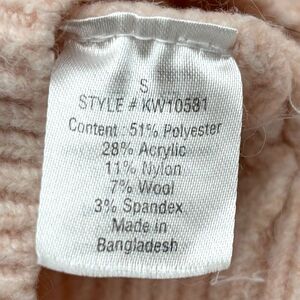 S
STYLE # KW10581
Content : 51% Polyester
28% Acrylic
11% Nylon
7% Wool
3% Spandex
Made in
Bangladesh